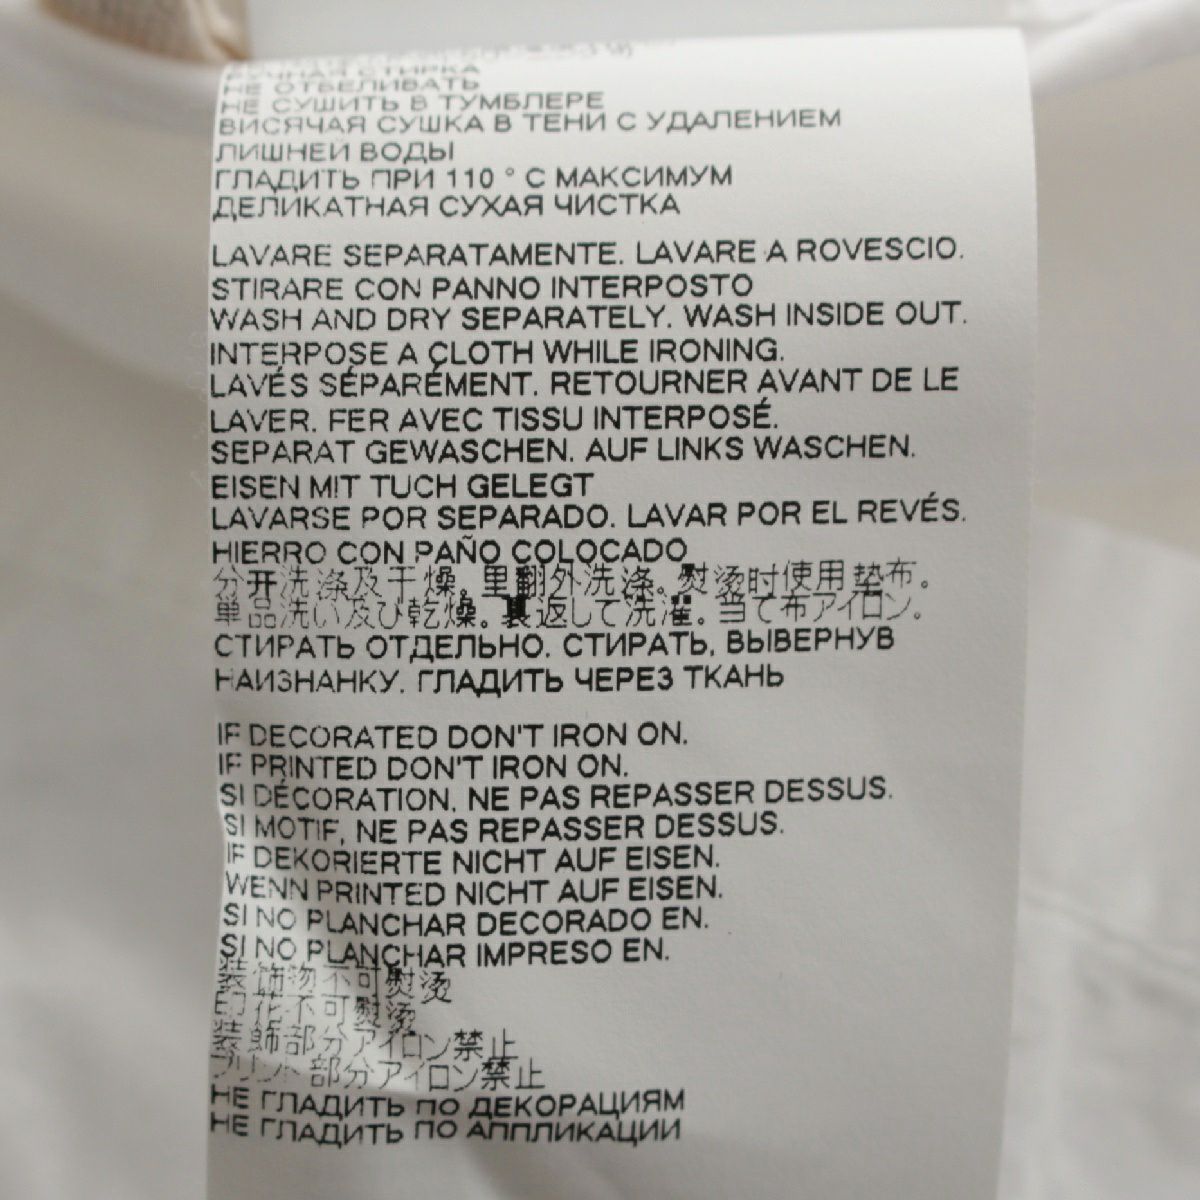 РУЧНАЯ СТИРКА
НЕ ОТБЕЛИВАТЬ
НЕ СУШИТЬ В ТУМБЛЕРЕ
ВИСЯЧАЯ СУШКА В ТЕНИ С УДАЛЕНИЕМ
ЛИШНЕЙ ВОДЫ
ГЛАДИТЬ ПРИ 110 ° С МАКСИМУМ
ДЕЛИКАТНАЯ СУХАЯ ЧИСТКА
LAVARE SEPARATAMENTE. LAVARE A ROVESCIO.
STIRARE CON PANNO INTERPOSTO
WASH AND DRY SEPARATELY. WASH INSIDE OUT.
INTERPOSE A CLOTH WHILE IRONING.
LAVÉS SÉPARÉMENT. RETOURNER AVANT DE LE
LAVER. FER AVEC TISSU INTERPOSÉ.
SEPARAT GEWASCHEN. AUF LINKS WASCHEN.
EISEN MIT TUCH GELEGT
LAVARSE POR SEPARADO. LAVAR POR EL REVÉS.
HIERRO CON PAÑO COLOCADO
分开洗涤及干燥。里翻外洗涤。熨烫时使用垫布。
単品洗い及び乾燥。裏返して洗濯。当て布アイロン。
СТИРАТЬ ОТДЕЛЬНО. СТИРАТЬ, ВЫВЕРНУВ
НАИЗНАНКУ. ГЛАДИТЬ ЧЕРЕЗ ТКАНЬ
IF DECORATED DON'T IRON ON.
IF PRINTED DON'T IRON ON.
SI DÉCORATION, NE PAS REPASSER DESSUS.
SI MOTIF, NE PAS REPASSER DESSUS.
IF DEKORIERTE NICHT AUF EISEN.
WENN PRINTED NICHT AUF EISEN.
SI NO PLANCHAR DECORADO EN.
SI NO PLANCHAR IMPRESO EN.
装饰物不可熨烫
印花不可熨烫
装飾部分アイロン禁止
プリント部分アイロン禁止
НЕ ГЛАДИТЬ ПО ДЕКОРАЦИЯМ
НЕ ГЛАДИТЬ ПО АППЛИКАЦИИ